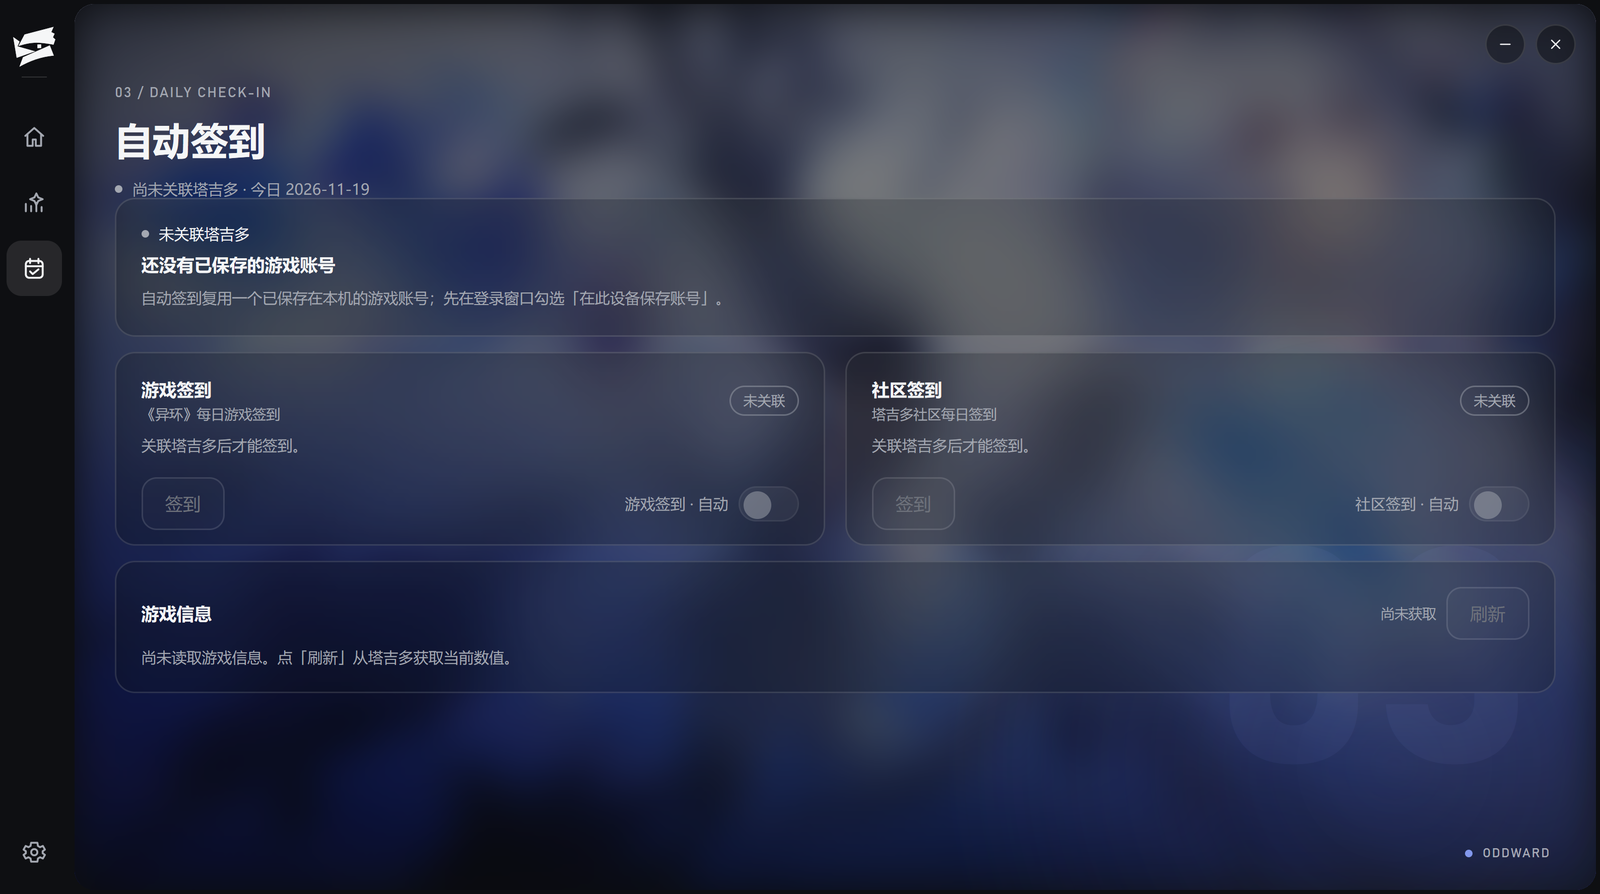 03 / DAILY CHECK-IN
自动签到
尚未关联塔吉多 · 今日 2026-11-19
未关联塔吉多
还没有已保存的游戏账号
自动签到复用一个已保存在本机的游戏账号；先在登录窗口勾选「在此设备保存账号」。
游戏签到
《异环》每日游戏签到
未关联
关联塔吉多后才能签到。
签到
游戏签到 · 自动
社区签到
塔吉多社区每日签到
未关联
关联塔吉多后才能签到。
签到
社区签到 · 自动
游戏信息
尚未获取
刷新
尚未读取游戏信息。点「刷新」从塔吉多获取当前数值。
03
ODDWARD